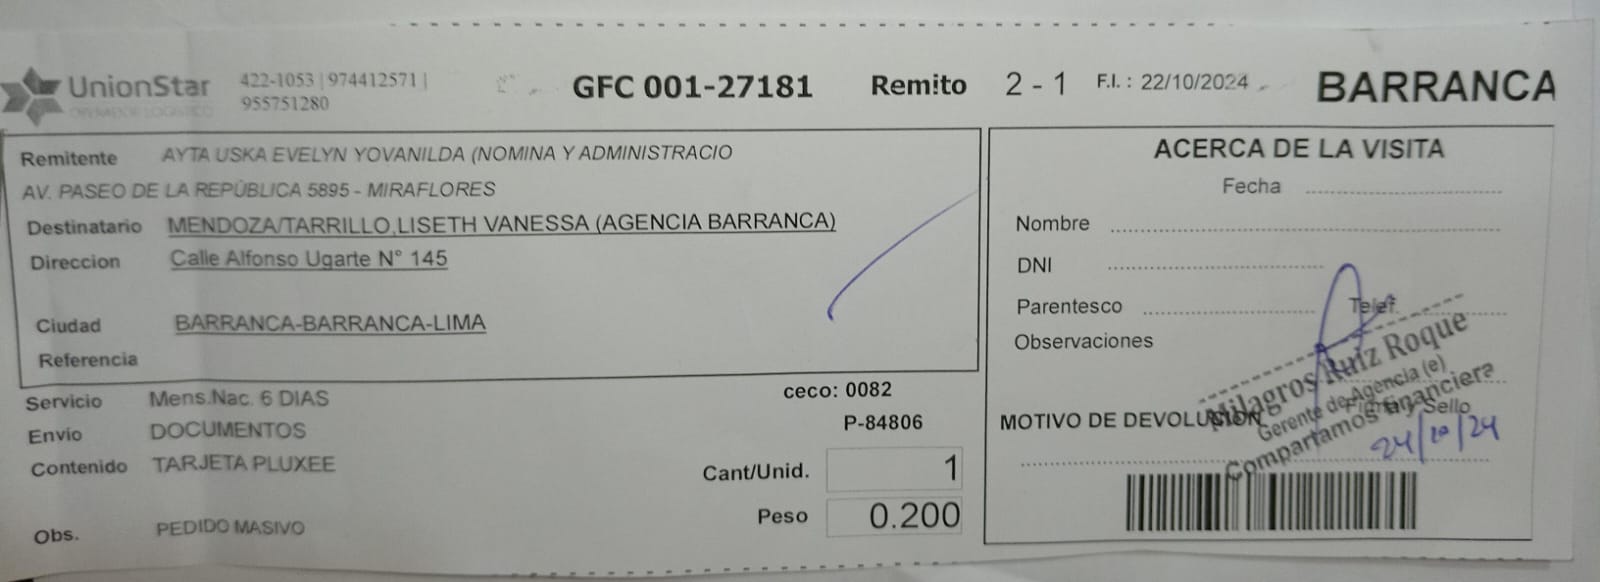 UnionStar
OPERADOR LOGISTICO
422-1053 | 974412571 |
955751280
GFC 001-27181 Remito 2 - 1 F.I. : 22/10/2024 BARRANCA
Remitente AYTA USKA EVELYN YOVANILDA (NOMINA Y ADMINISTRACIO
AV. PASEO DE LA REPÚBLICA 5895 - MIRAFLORES
Destinatario MENDOZA/TARRILLO,LISETH VANESSA (AGENCIA BARRANCA)
Direccion Calle Alfonso Ugarte N° 145
Ciudad BARRANCA-BARRANCA-LIMA
Referencia
Servicio Mens.Nac. 6 DIAS
Envío DOCUMENTOS
Contenido TARJETA PLUXEE
Obs. PEDIDO MASIVO
ceco: 0082
P-84806
Cant/Unid. 1
Peso 0.200
ACERCA DE LA VISITA
Fecha
Nombre
DNI
Parentesco Telef.
Observaciones
Milagros Ruiz Roque
Gerente de Agencia (e)
Compartamos financiera
Firma y Sello
MOTIVO DE DEVOLUCION
24/10/24